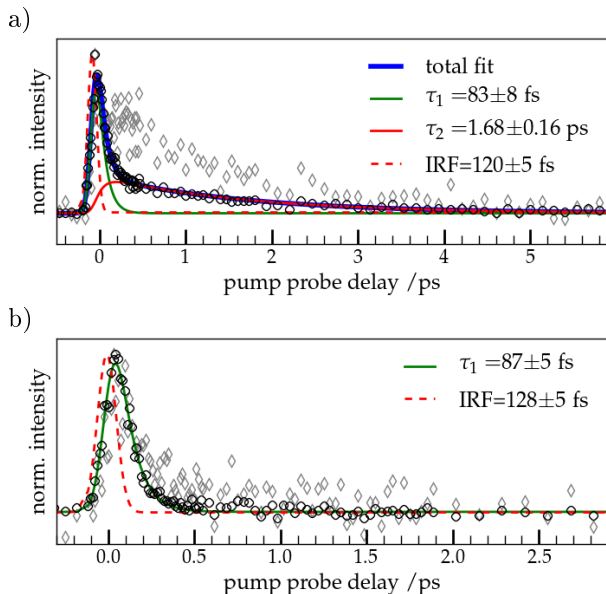 a)
norm. intensity
total fit
τ₁ =83±8 fs
τ₂ =1.68±0.16 ps
IRF=120±5 fs
0 1 2 3 4 5
pump probe delay /ps
b)
norm. intensity
τ₁ =87±5 fs
IRF=128±5 fs
0.0 0.5 1.0 1.5 2.0 2.5
pump probe delay /ps